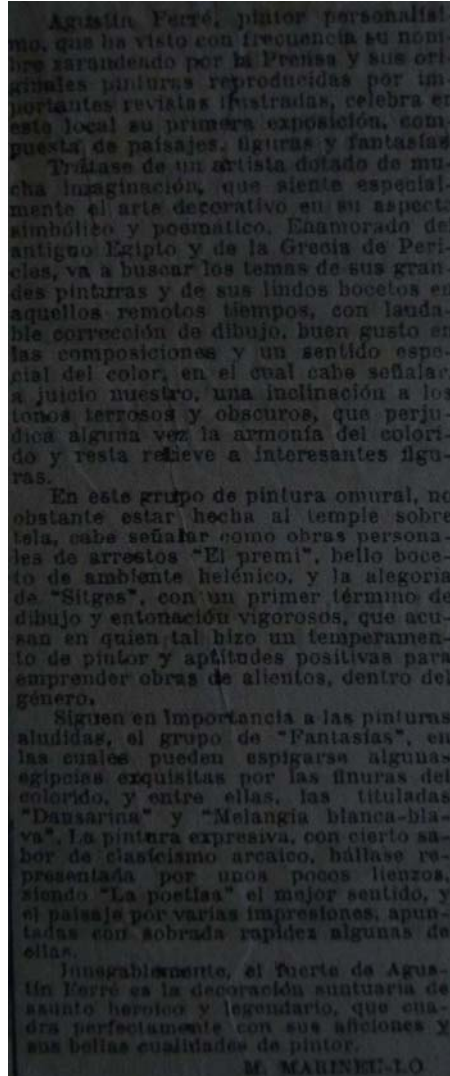 Agustín Ferré, pintor personalísi-
mo, que ha visto con frecuencia su nom-
bre zarandeado por la Prensa y sus ori-
ginales pinturas reproducidas por im-
portantes revistas ilustradas, celebra en
este local su primera exposición, com-
puesta de paisajes, figuras y fantasías
Trátase de un artista dotado de mu-
cha imaginación, que siente especial-
mente el arte decorativo en su aspecto
simbólico y poemático. Enamorado del
antiguo Egipto y de la Grecia de Peri-
cles, va a buscar los temas de sus gran-
des pinturas y de sus lindos bocetos en
aquellos remotos tiempos, con lauda-
ble corrección de dibujo, buen gusto en
las composiciones y un sentido espe-
cial del color, en el cual cabe señalar,
a juicio nuestro, una inclinación a los
tonos terrosos y obscuros, que perju-
dica alguna vez la armonía del colori-
do y resta relieve a interesantes figu-
ras.
En este grupo de pintura omural, no
obstante estar hecha al temple sobre
tela, cabe señalar como obras persona-
les de arrestos "El premi", bello boce-
to de ambiente helénico, y la alegoría
de "Sitges", con un primer término de
dibujo y entonación vigorosos, que acu-
san en quien tal hizo un temperamen-
to de pintor y aptitudes positivas para
emprender obras de alientos, dentro del
género.
Siguen en importancia a las pinturas
aludidas, el grupo de "Fantasías", en
las cuales pueden espigarse algunas
egipcias exquisitas por las finuras del
colorido, y entre ellas, las tituladas
"Dansarina" y "Melangia blanca-bla-
va". La pintura expresiva, con cierto sa-
bor de clasicismo arcaico, hállase re-
presentada por unos pocos lienzos,
siendo "La poetisa" el mejor sentido, y
el paisaje por varias impresiones, apun-
tadas con sobrada rapidez algunas de
ellas.
Innegablemente, el fuerte de Agus-
tín Ferré es la decoración suntuaria de
asunto heroico y legendario, que cua-
dra perfectamente con sus aficiones y
sus bellas cualidades de pintor.
M. MARINEL-LO